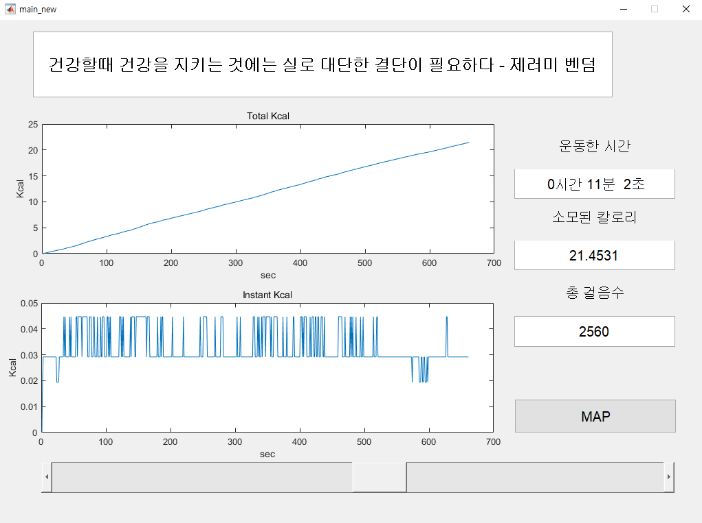 main_new
건강할때 건강을 지키는 것에는 실로 대단한 결단이 필요하다 - 제러미 벤덤
Total Kcal
25
20
15
10
5
0
Kcal
0 100 200 300 400 500 600 700
sec
Instant Kcal
0.05
0.04
0.03
0.02
0.01
0
Kcal
0 100 200 300 400 500 600 700
sec
운동한 시간
0시간 11분 2초
소모된 칼로리
21.4531
총 걸음수
2560
MAP